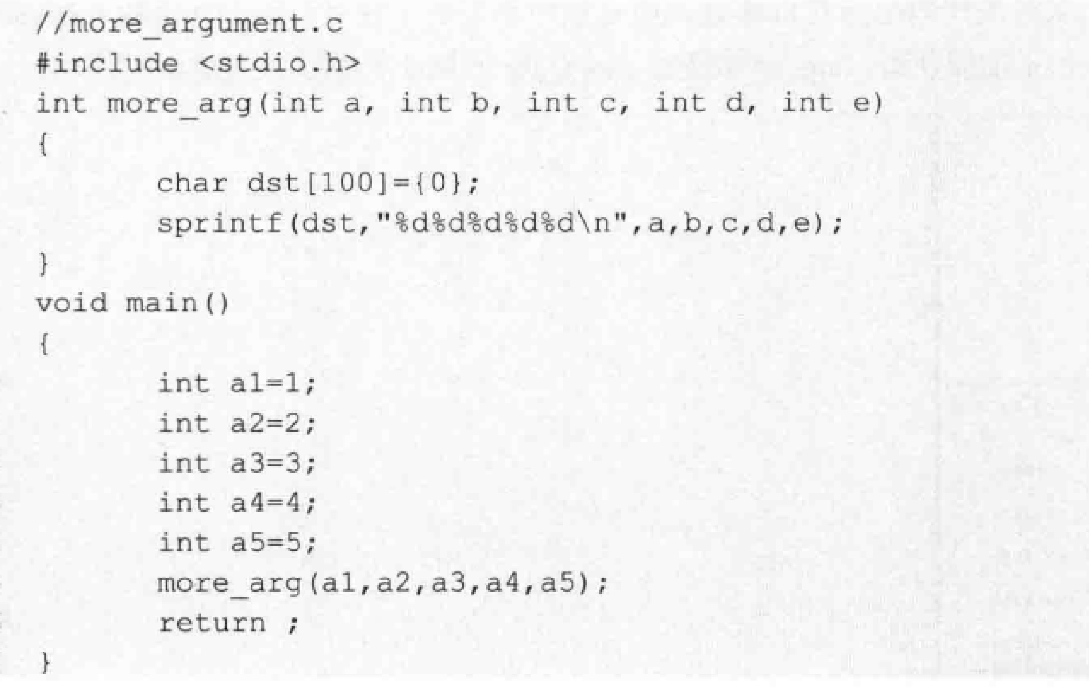 //more_argument.c
#include <stdio.h>
int more_arg(int a, int b, int c, int d, int e)
{
char dst[100]={0};
sprintf(dst,"%d%d%d%d%d\n",a,b,c,d,e);
}
void main()
{
int a1=1;
int a2=2;
int a3=3;
int a4=4;
int a5=5;
more_arg(a1,a2,a3,a4,a5);
return ;
}